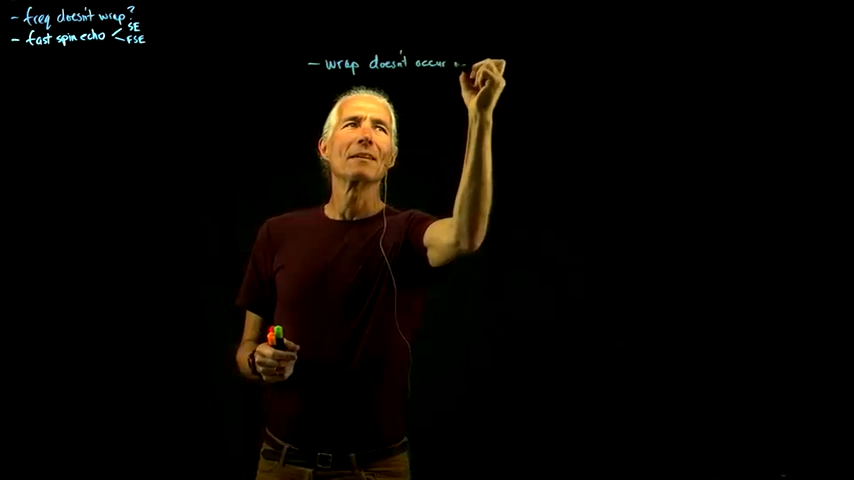 - freq doesn't wrap?
- fast spin echo < SE
FSE
- wrap doesn't occur